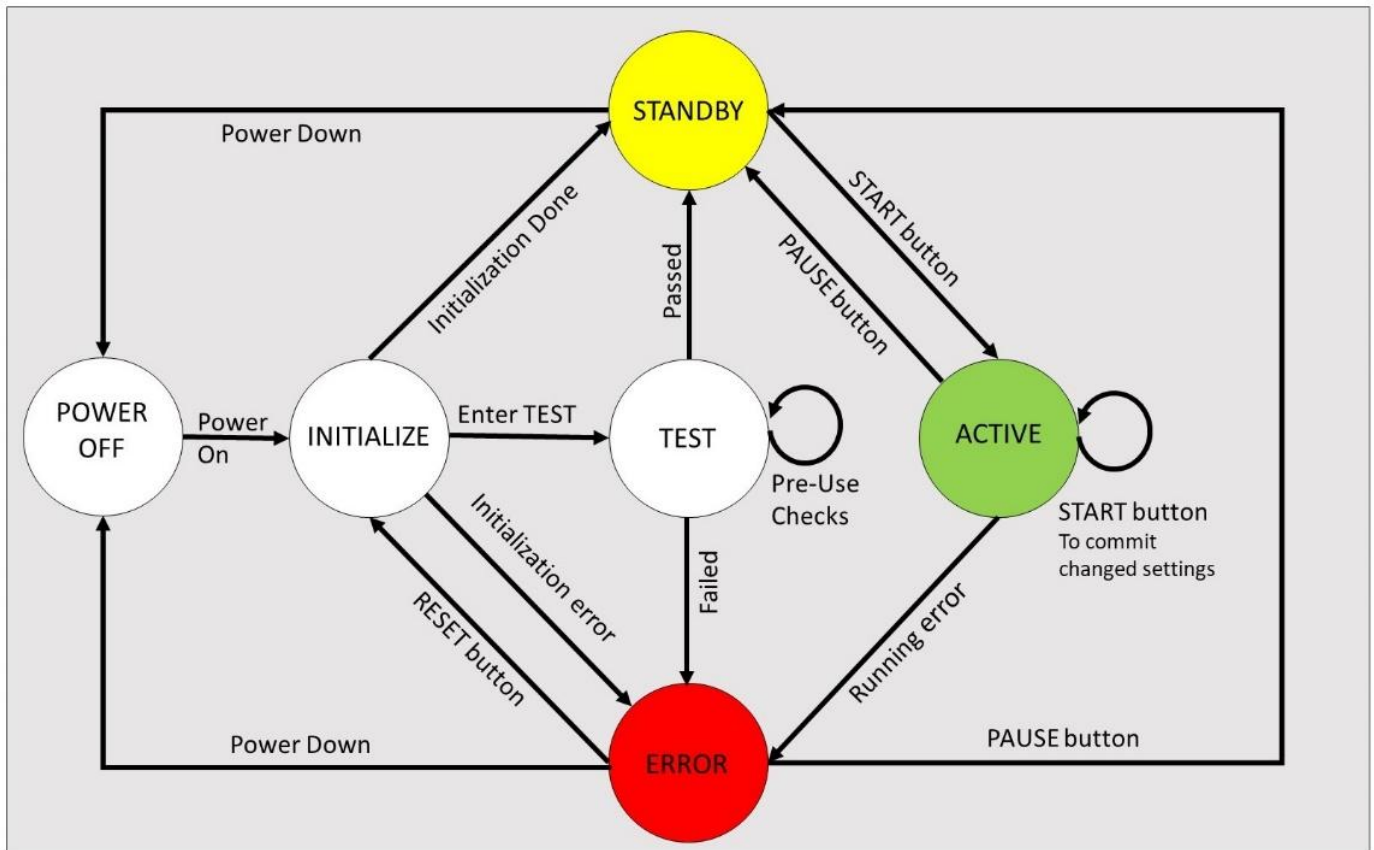 STANDBY
Power Down
START button
Initialization Done
Passed
PAUSE button
POWER
OFF
Power
On
INITIALIZE
Enter TEST
TEST
ACTIVE
Pre-Use
Checks
START button
To commit
changed settings
Initialization error
RESET button
Failed
Running error
Power Down
ERROR
PAUSE button